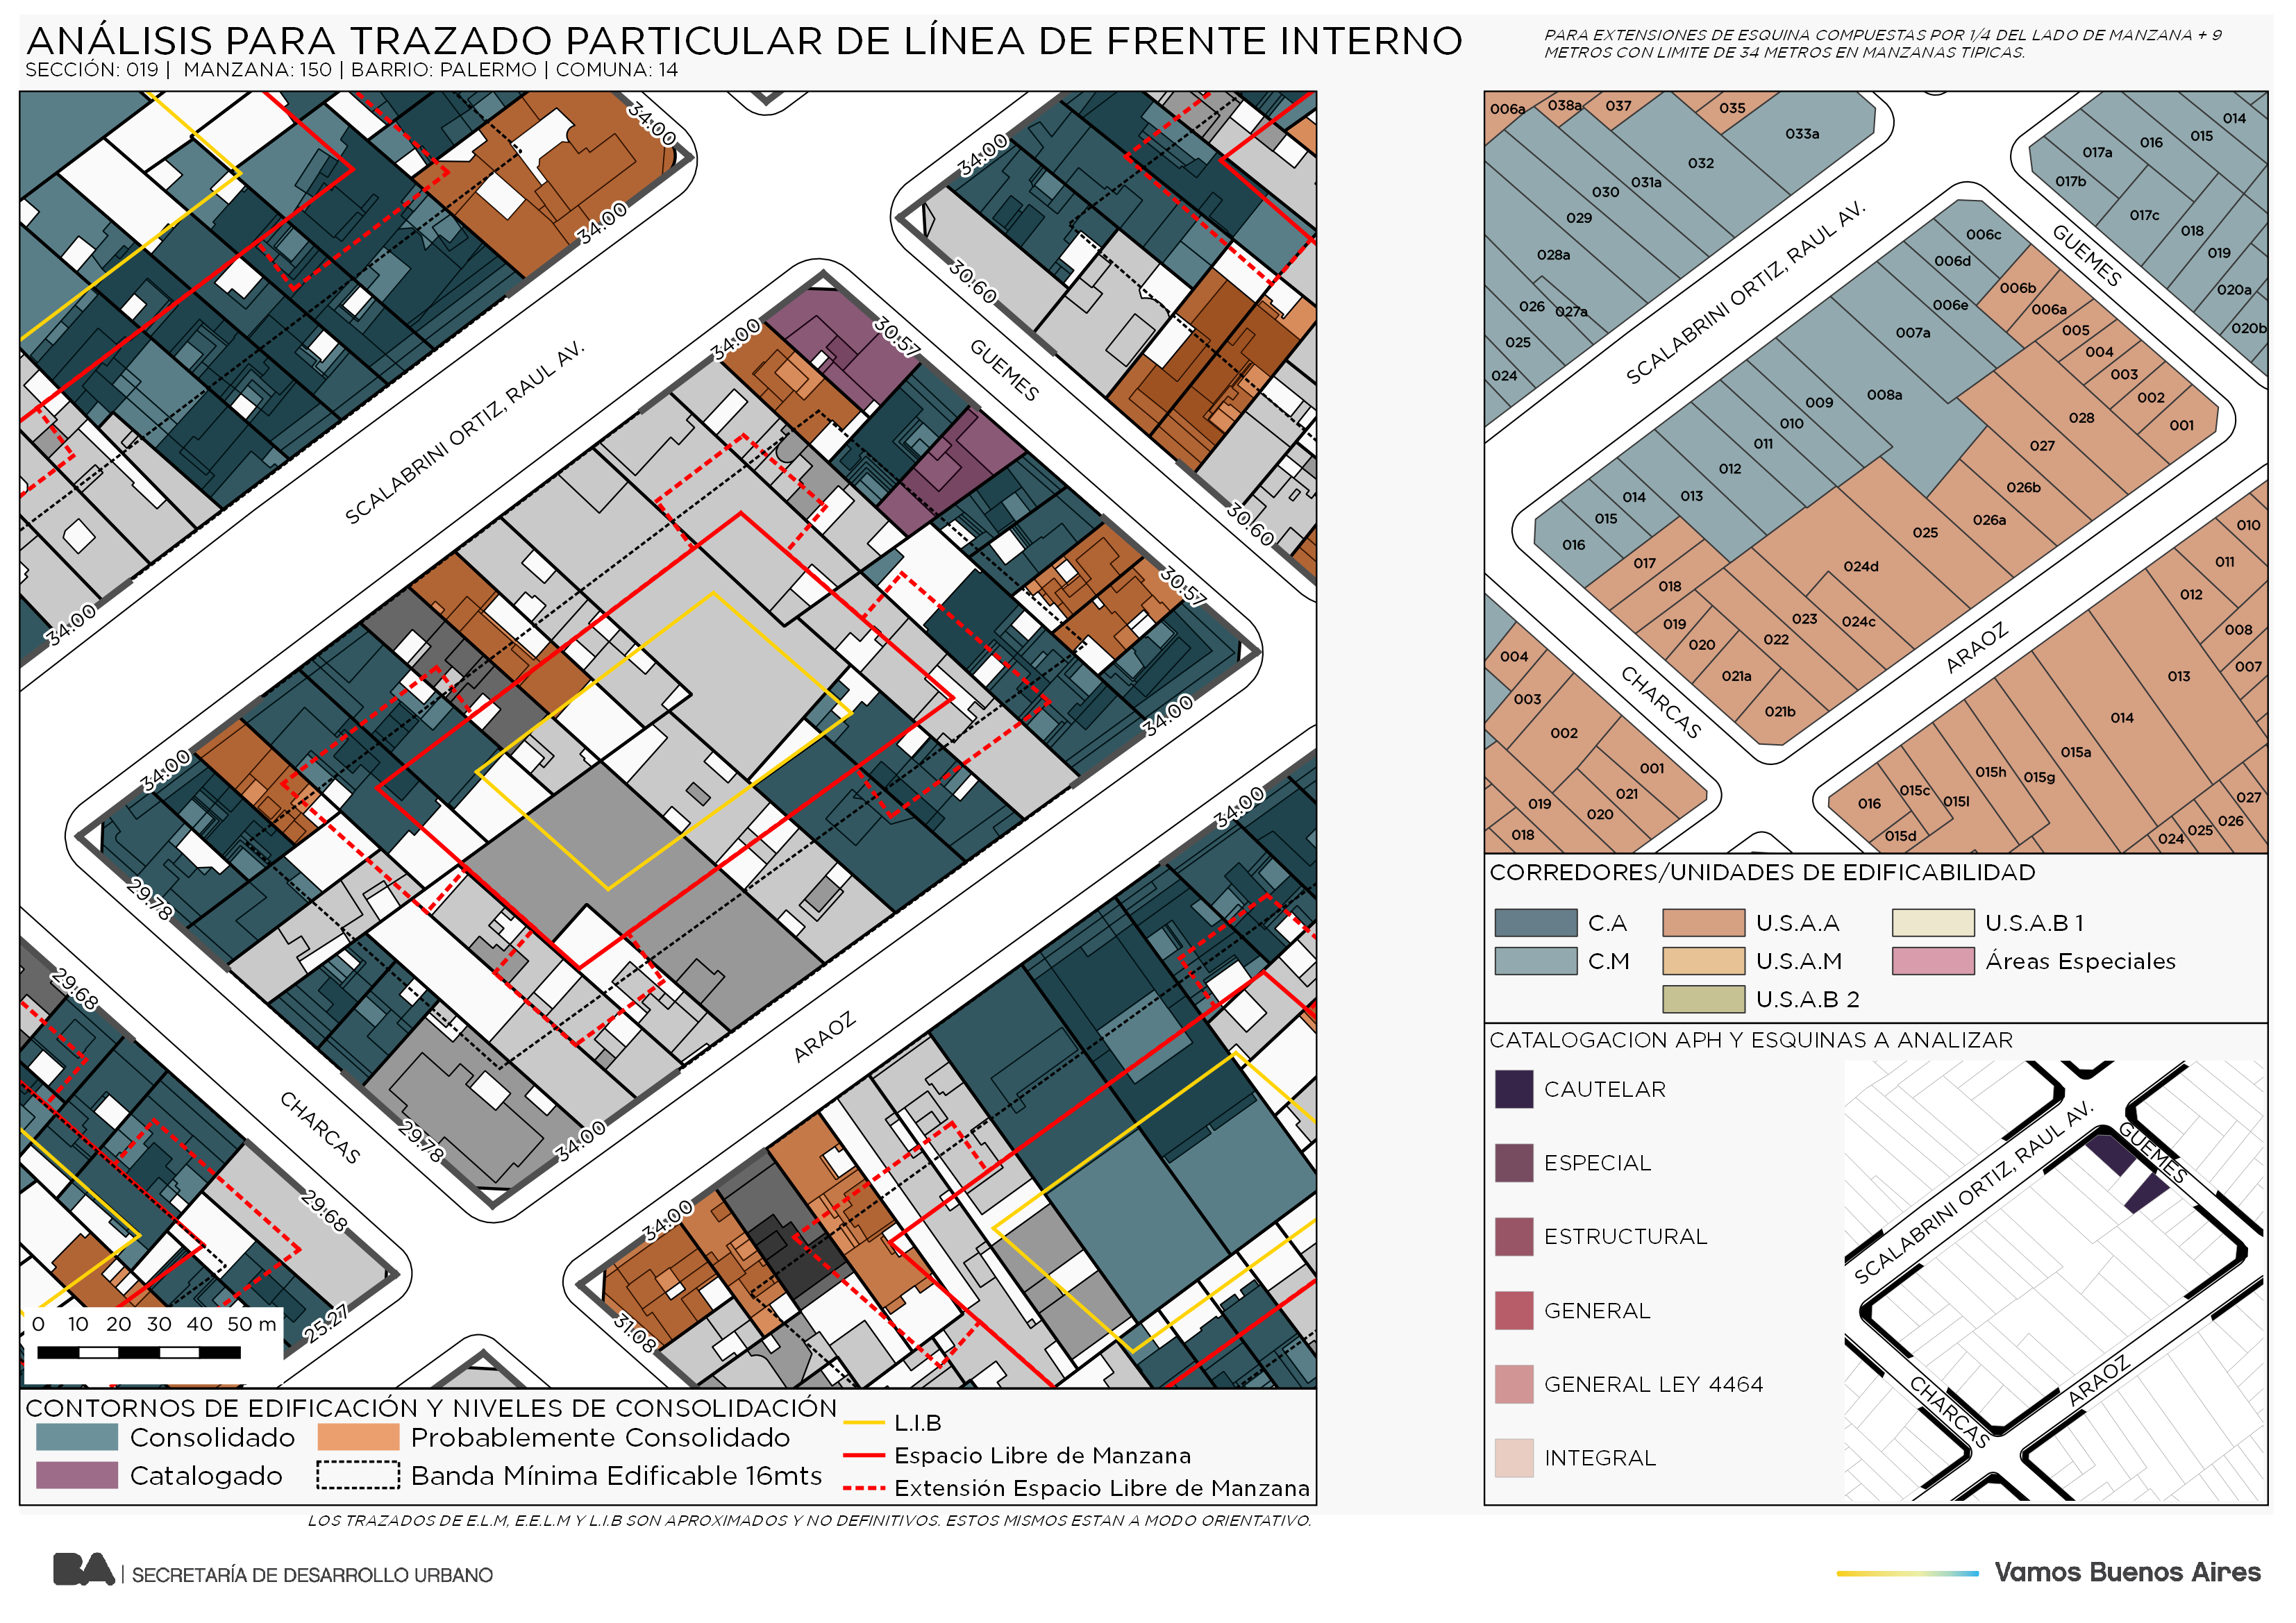 ANÁLISIS PARA TRAZADO PARTICULAR DE LÍNEA DE FRENTE INTERNO
SECCIÓN: 019 | MANZANA: 150 | BARRIO: PALERMO | COMUNA: 14
PARA EXTENSIONES DE ESQUINA COMPUESTAS POR 1/4 DEL LADO DE MANZANA + 9
METROS CON LIMITE DE 34 METROS EN MANZANAS TIPICAS.
34.00
34.00
34.00
30.60
34.00
30.57
GUEMES
SCALABRINI ORTIZ, RAUL AV.
30.60
30.57
34.00
34.00
34.00
34.00
29.78
29.68
ARAOZ
CHARCAS
29.78
34.00
34.00
29.68
25.27
31.08
0 10 20 30 40 50 m
CONTORNOS DE EDIFICACIÓN Y NIVELES DE CONSOLIDACIÓN
Consolidado
Probablemente Consolidado
Catalogado
Banda Mínima Edificable 16mts
L.I.B
Espacio Libre de Manzana
Extensión Espacio Libre de Manzana
LOS TRAZADOS DE E.L.M, E.E.L.M Y L.I.B SON APROXIMADOS Y NO DEFINITIVOS. ESTOS MISMOS ESTAN A MODO ORIENTATIVO.
006a
038a
037
035
033a
032
031a
030
029
028a
026
027a
025
024
014
015
016
017a
017b
017c
018
019
020a
020b
SCALABRINI ORTIZ, RAUL AV.
GUEMES
006c
006d
006e
006b
006a
005
004
003
002
001
007a
008a
009
010
011
012
013
014
015
016
017
018
019
020
021a
021b
022
023
024c
024d
025
026a
026b
027
028
CHARCAS
ARAOZ
004
003
002
001
021
020
019
018
010
011
012
008
007
013
014
015a
015g
015h
015l
015c
015d
016
027
026
025
024
CORREDORES/UNIDADES DE EDIFICABILIDAD
C.A
U.S.A.A
U.S.A.B 1
C.M
U.S.A.M
Áreas Especiales
U.S.A.B 2
CATALOGACION APH Y ESQUINAS A ANALIZAR
CAUTELAR
ESPECIAL
ESTRUCTURAL
GENERAL
GENERAL LEY 4464
INTEGRAL
SCALABRINI ORTIZ, RAUL AV.
GUEMES
CHARCAS
ARAOZ
BA | SECRETARÍA DE DESARROLLO URBANO
Vamos Buenos Aires